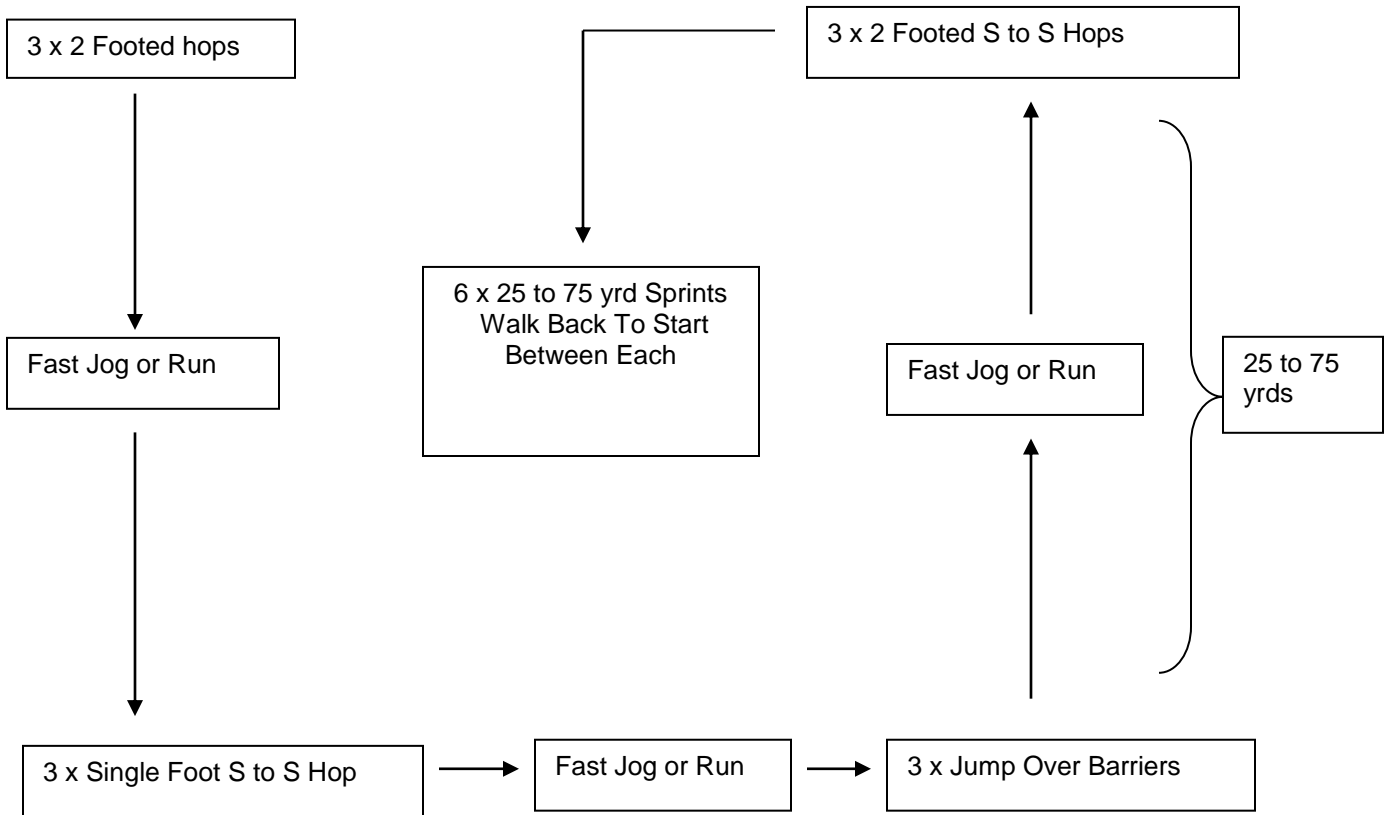 3 x 2 Footed hops
3 x 2 Footed S to S Hops
6 x 25 to 75 yrd Sprints
Walk Back To Start
Between Each
Fast Jog or Run
Fast Jog or Run
25 to 75
yrds
3 x Single Foot S to S Hop
Fast Jog or Run
3 x Jump Over Barriers